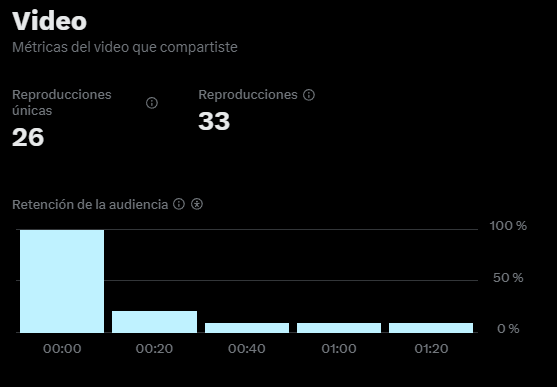 Video
Métricas del video que compartiste
Reproducciones
únicas
26
Reproducciones
33
Retención de la audiencia
100 %
50 %
0 %
00:00 00:20 00:40 01:00 01:20